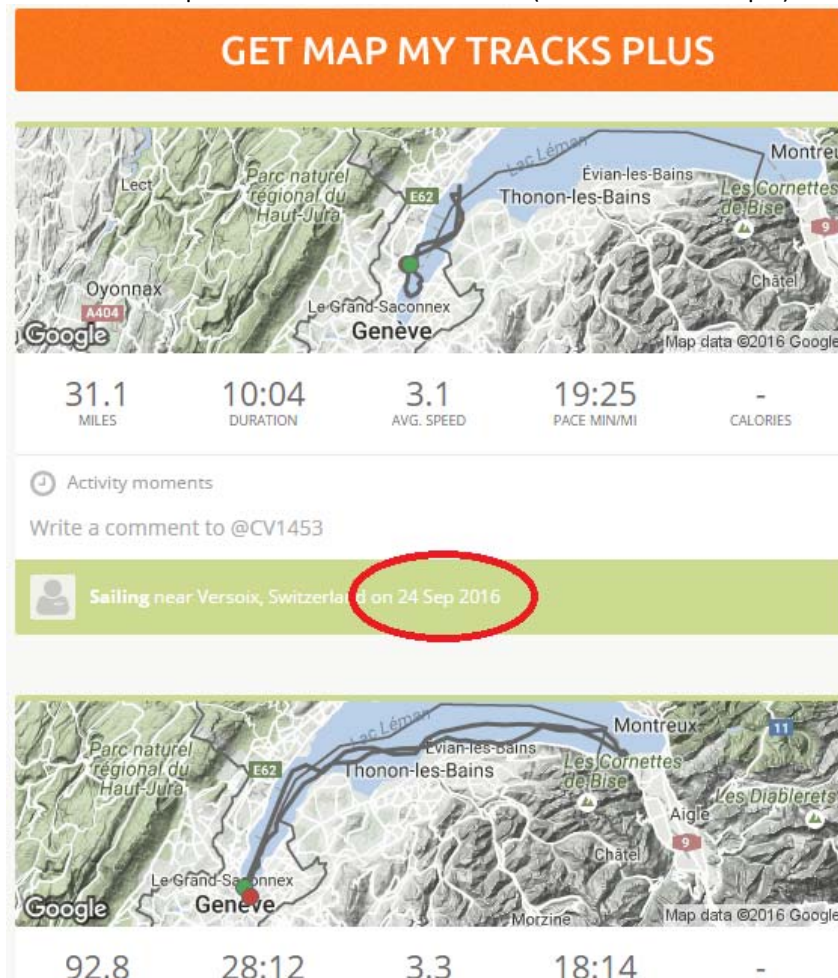 GET MAP MY TRACKS PLUS
Lect
Parc naturel
régional du
Haut-Jura
Oyonnax
A404
E62
Lac Léman
Évian-les-Bains
Thonon-les-Bains
Montreu
Les Cornettes
de Bise
9
Châtel
Le Grand-Saconnex
Genève
Google
Map data ©2016 Google
31.1 10:04 3.1 19:25 -
MILES DURATION AVG. SPEED PACE MIN/MI CALORIES
Activity moments
Write a comment to @CV1453
Sailing near Versoix, Switzerland on 24 Sep 2016
Parc naturel
régional du
Haut-Jura
E62
Lac Léman
Évian-les-Bains
Thonon-les-Bains
Montreux
11
Les Cornettes
de Bise
Les Diablerets
Aigle
9
Châtel
Le Grand-Saconnex
Genève
Morzine
Google
Map data ©2016 Google
92.8 28:12 3.3 18:14 -